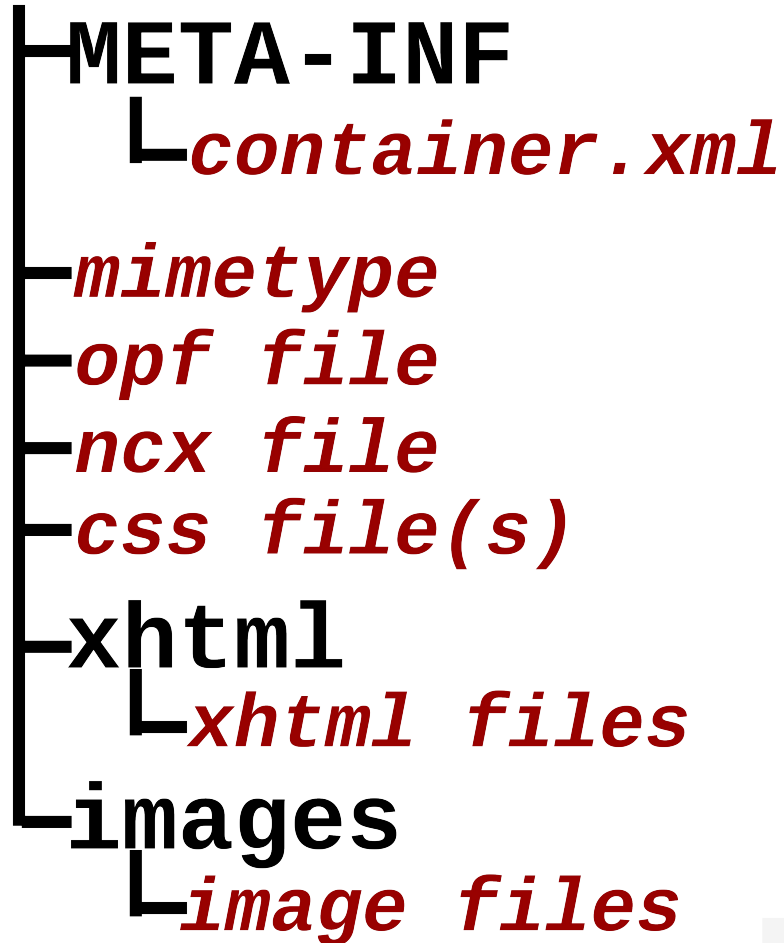 META-INF
container.xml
mimetype
opf file
ncx file
css file(s)
xhtml
xhtml files
images
image files